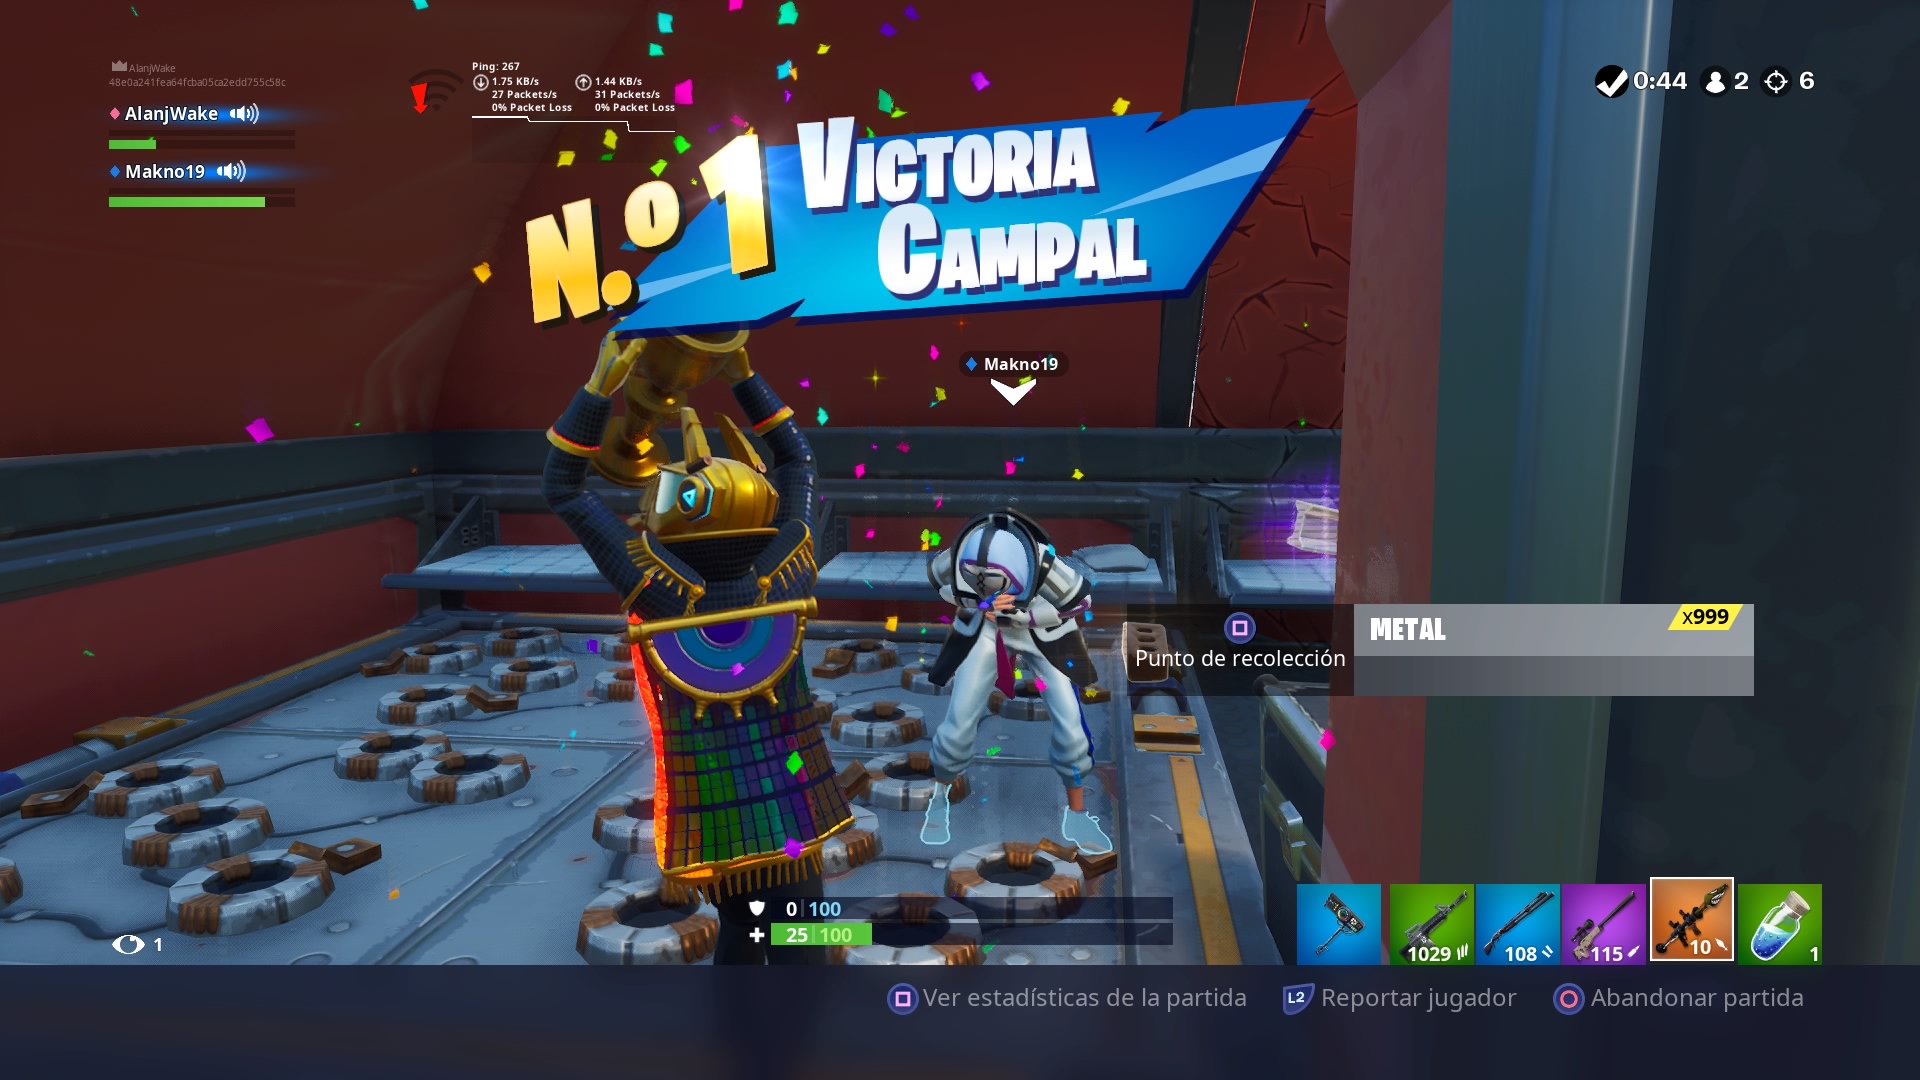 AlanjWake
48e0a241fea64fcba05ca2edd755c58c
AlanjWake
Makno19
Ping: 267
1.75 KB/s 1.44 KB/s
27 Packets/s 31 Packets/s
0% Packet Loss 0% Packet Loss
0:44 2 6
N.º 1
VICTORIA
CAMPAL
Makno19
METAL
x999
Punto de recolección
0 | 100
25 | 100
1
1029 108 115 10 1
Ver estadísticas de la partida L2 Reportar jugador Abandonar partida